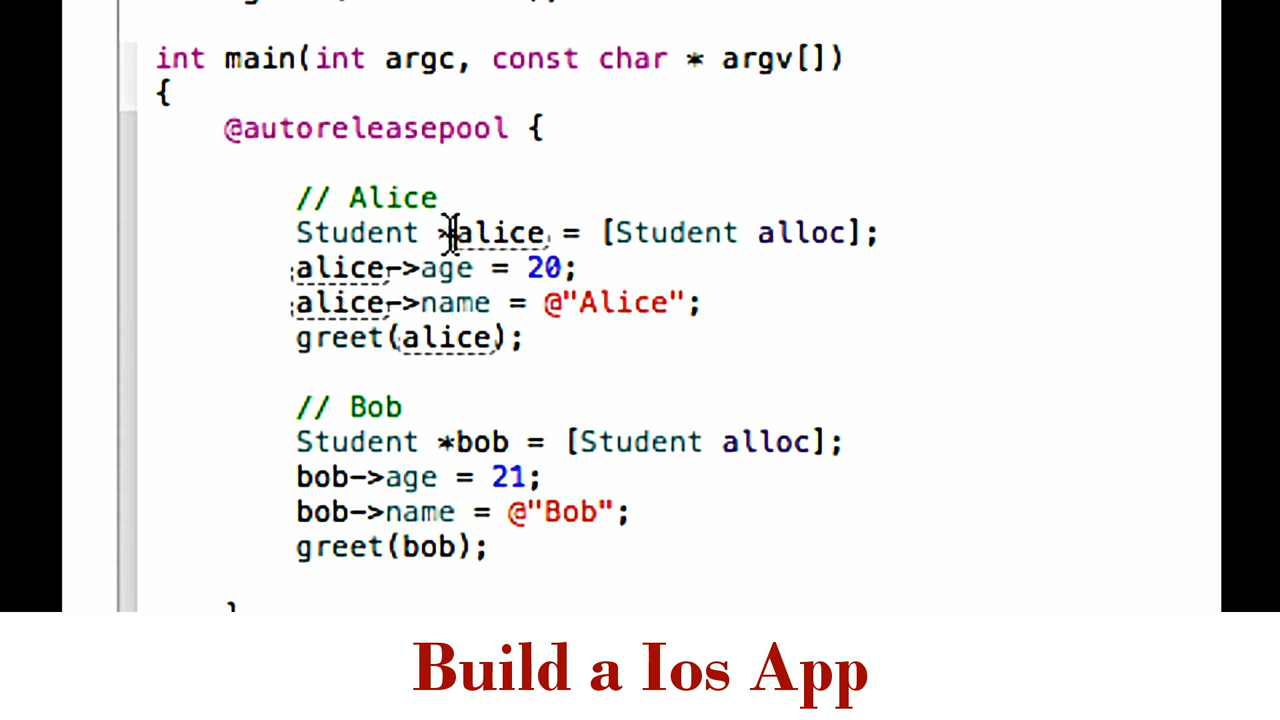 int main(int argc, const char * argv[])
{
@autoreleasepool {
// Alice
Student *alice = [Student alloc];
alice->age = 20;
alice->name = @"Alice";
greet(alice);
// Bob
Student *bob = [Student alloc];
bob->age = 21;
bob->name = @"Bob";
greet(bob);
}
Build a Ios App